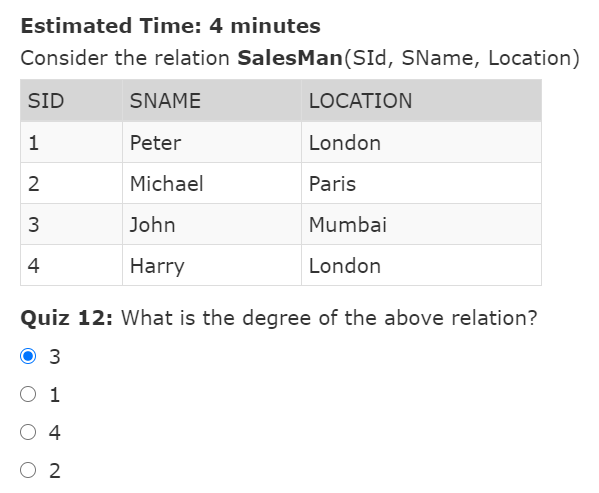 Estimated Time: 4 minutes
Consider the relation SalesMan(SId, SName, Location)
SID SNAME LOCATION
1 Peter London
2 Michael Paris
3 John Mumbai
4 Harry London
Quiz 12: What is the degree of the above relation?
3
1
4
2